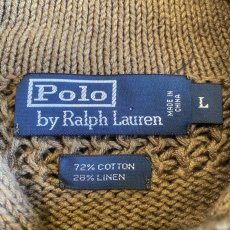 Polo
by Ralph Lauren
MADE IN
CHINA
L
72% COTTON
28% LINEN